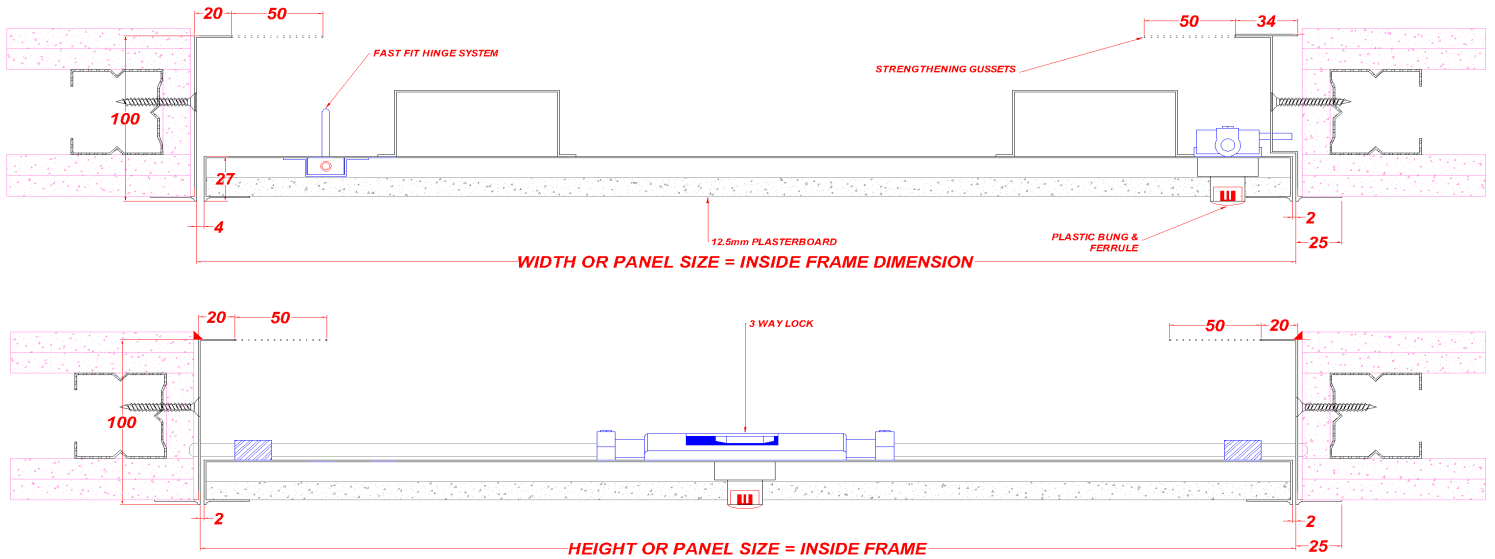 20
50
50
34
FAST FIT HINGE SYSTEM
STRENGTHENING GUSSETS
100
27
4
2
12.5mm PLASTERBOARD
PLASTIC BUNG &
FERRULE
25
WIDTH OR PANEL SIZE = INSIDE FRAME DIMENSION
20
50
3 WAY LOCK
50
20
100
2
2
25
HEIGHT OR PANEL SIZE = INSIDE FRAME